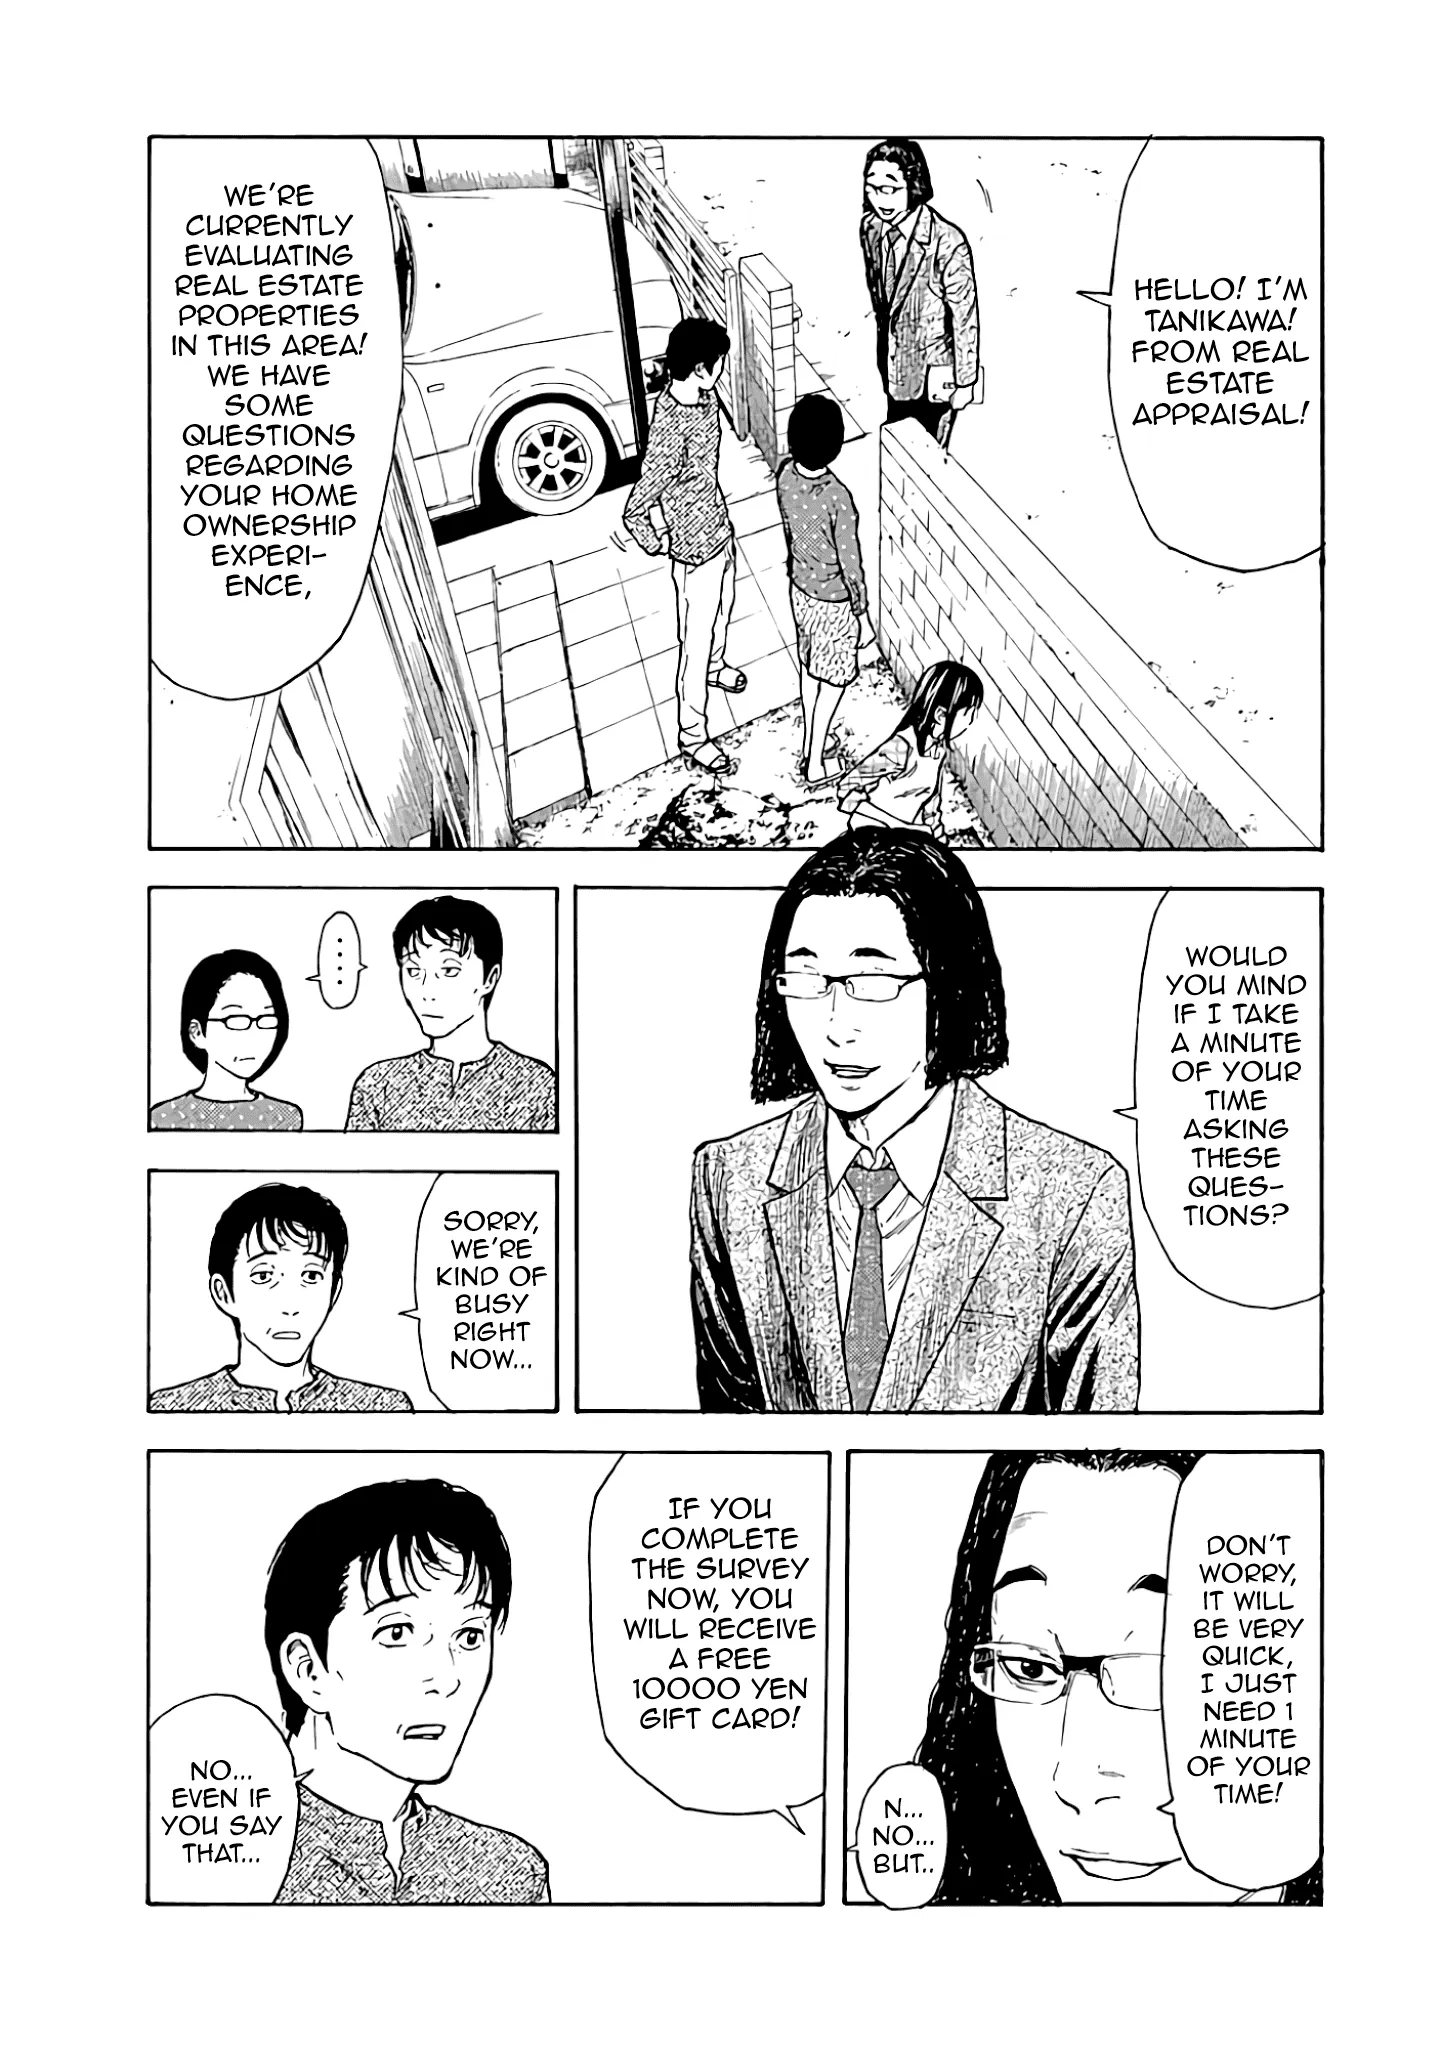 HELLO! I'M
TANIKAWA!
FROM REAL
ESTATE
APPRAISAL!
WE'RE
CURRENTLY
EVALUATING
REAL ESTATE
PROPERTIES
IN THIS AREA!
WE HAVE
SOME
QUESTIONS
REGARDING
YOUR HOME
OWNERSHIP
EXPERI-
ENCE,
WOULD
YOU MIND
IF I TAKE
A MINUTE
OF YOUR
TIME
ASKING
THESE
QUES-
TIONS?
....
SORRY,
WE'RE
KIND OF
BUSY
RIGHT
NOW...
DON'T
WORRY,
IT WILL
BE VERY
QUICK,
I JUST
NEED 1
MINUTE
OF YOUR
TIME!
N...
NO...
BUT..
IF YOU
COMPLETE
THE SURVEY
NOW, YOU
WILL RECEIVE
A FREE
10000 YEN
GIFT CARD!
NO...
EVEN IF
YOU SAY
THAT...